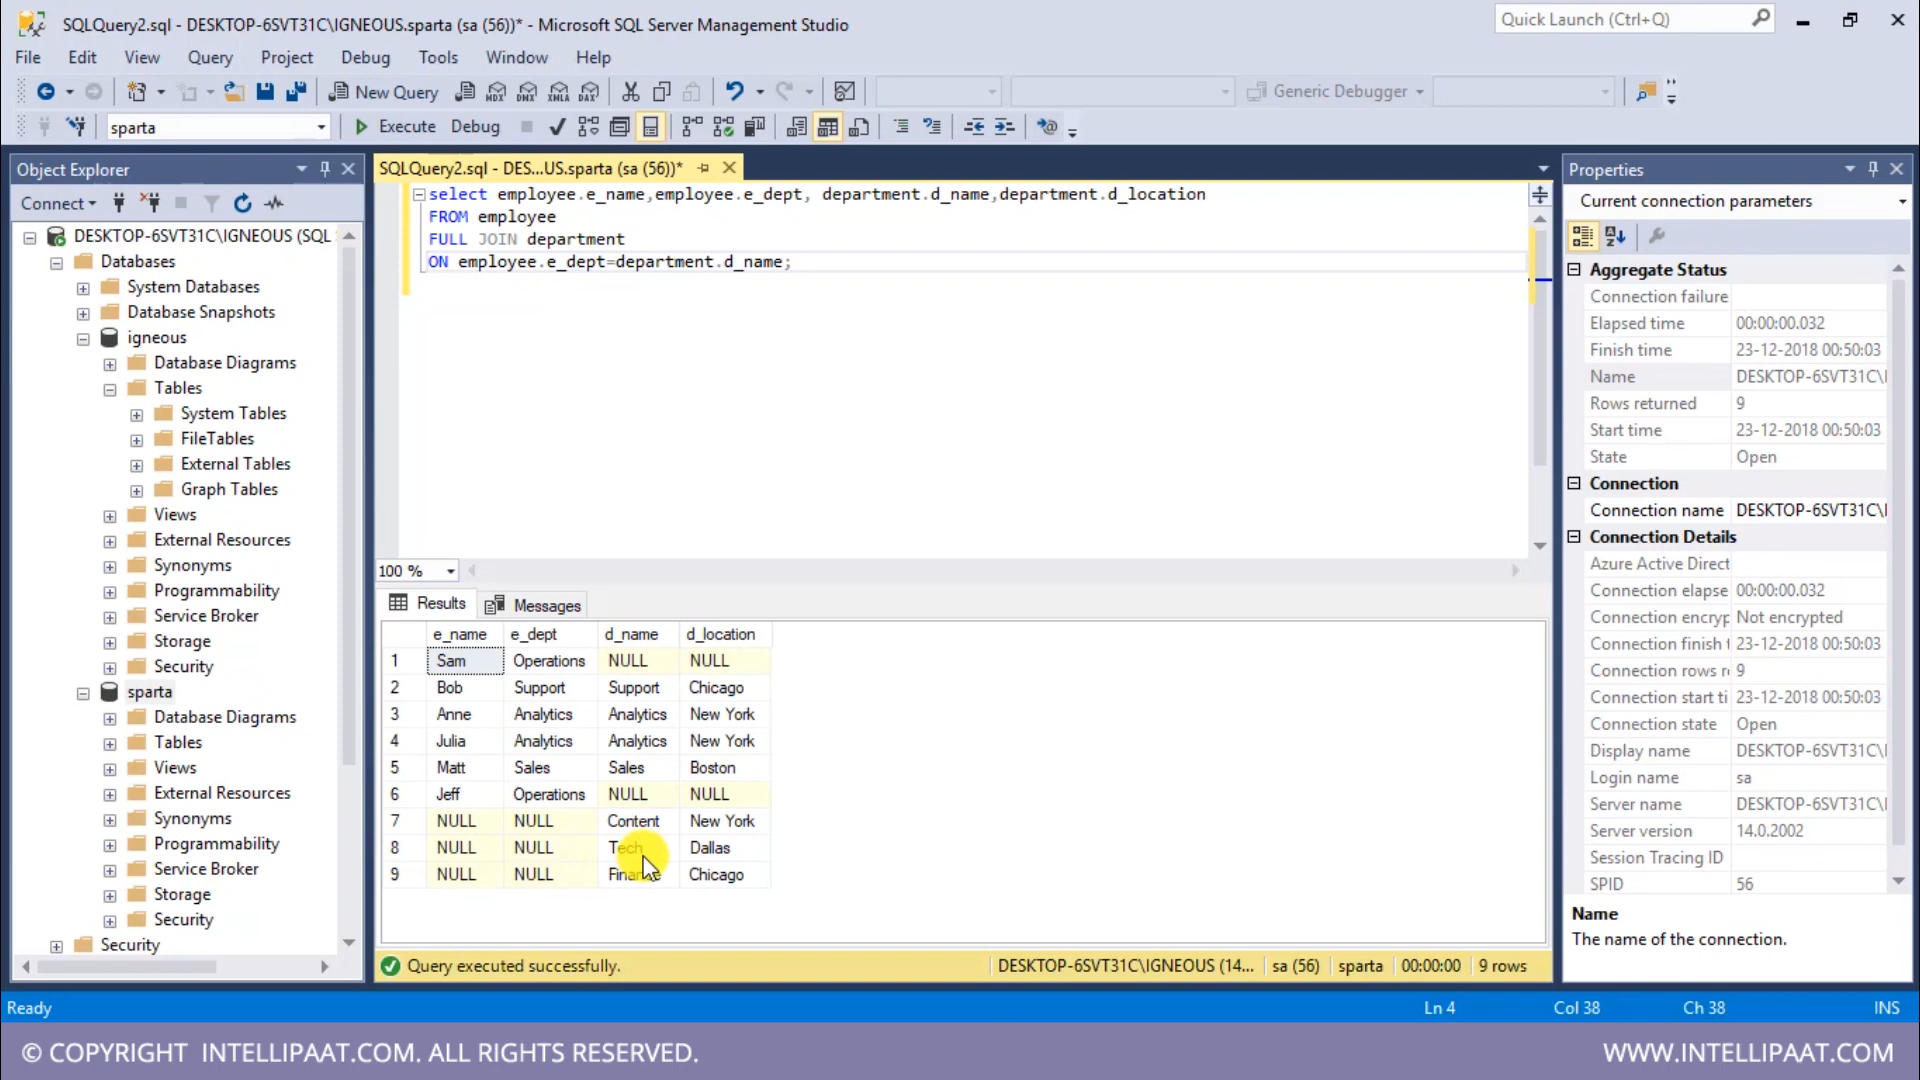 SQLQuery2.sql - DESKTOP-6SVT31C\IGNEOUS.sparta (sa (56))* - Microsoft SQL Server Management Studio
Quick Launch (Ctrl+Q)
File Edit View Query Project Debug Tools Window Help
New Query MDX DMX XMLA DAX Generic Debugger
sparta Execute Debug
Object Explorer
Connect
DESKTOP-6SVT31C\IGNEOUS (SQL
Databases
System Databases
Database Snapshots
igneous
Database Diagrams
Tables
System Tables
FileTables
External Tables
Graph Tables
Views
External Resources
Synonyms
Programmability
Service Broker
Storage
Security
sparta
Database Diagrams
Tables
Views
External Resources
Synonyms
Programmability
Service Broker
Storage
Security
Security
SQLQuery2.sql - DES...US.sparta (sa (56))*
select employee.e_name,employee.e_dept, department.d_name,department.d_location
FROM employee
FULL JOIN department
ON employee.e_dept=department.d_name;
100 %
Results Messages
e_name e_dept d_name d_location
1 Sam Operations NULL NULL
2 Bob Support Support Chicago
3 Anne Analytics Analytics New York
4 Julia Analytics Analytics New York
5 Matt Sales Sales Boston
6 Jeff Operations NULL NULL
7 NULL NULL Content New York
8 NULL NULL Tech Dallas
9 NULL NULL Finance Chicago
Query executed successfully. DESKTOP-6SVT31C\IGNEOUS (14... sa (56) sparta 00:00:00 9 rows
Properties
Current connection parameters
Aggregate Status
Connection failure
Elapsed time 00:00:00.032
Finish time 23-12-2018 00:50:03
Name DESKTOP-6SVT31C\I
Rows returned 9
Start time 23-12-2018 00:50:03
State Open
Connection
Connection name DESKTOP-6SVT31C\I
Connection Details
Azure Active Direct
Connection elapse 00:00:00.032
Connection encryp Not encrypted
Connection finish t 23-12-2018 00:50:03
Connection rows r 9
Connection start ti 23-12-2018 00:50:03
Connection state Open
Display name DESKTOP-6SVT31C\I
Login name sa
Server name DESKTOP-6SVT31C\I
Server version 14.0.2002
Session Tracing ID
SPID 56
Name
The name of the connection.
Ready Ln 4 Col 38 Ch 38 INS
© COPYRIGHT INTELLIPAAT.COM. ALL RIGHTS RESERVED. WWW.INTELLIPAAT.COM